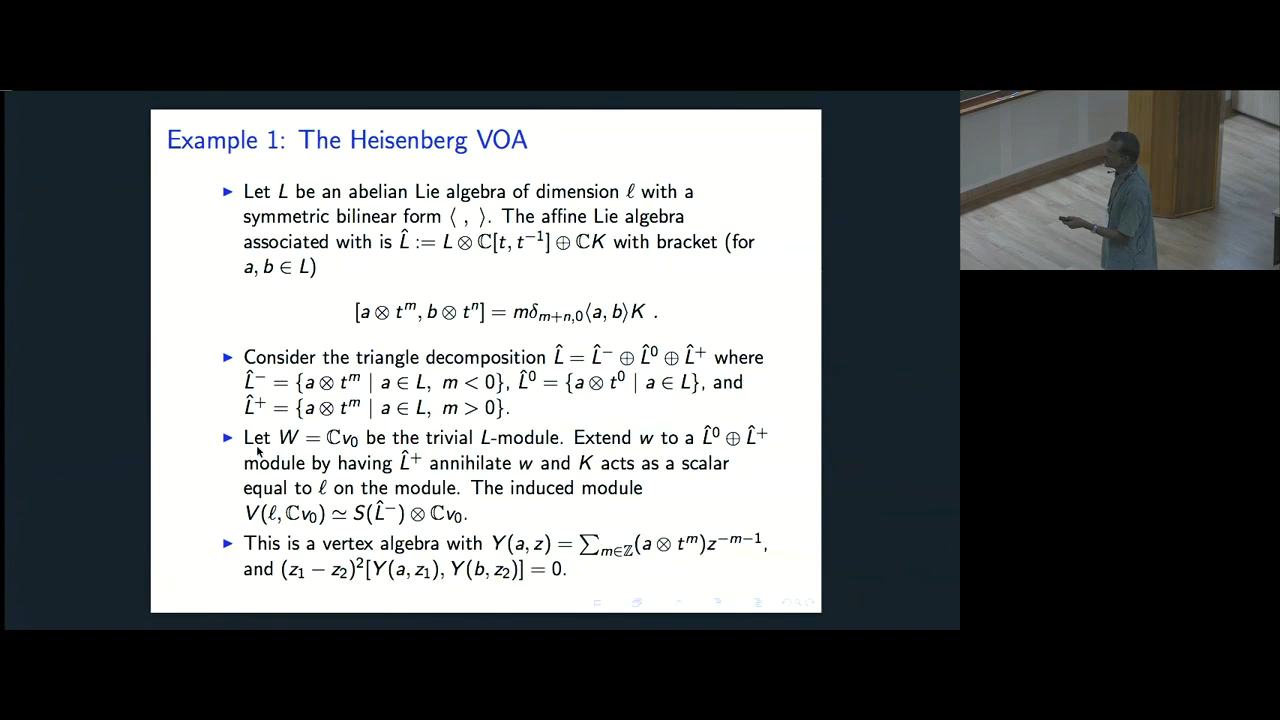 Example 1: The Heisenberg VOA
▶ Let L be an abelian Lie algebra of dimension ℓ with a
symmetric bilinear form ⟨ , ⟩. The affine Lie algebra
associated with is L̂ := L ⊗ ℂ[t, t⁻¹] ⊕ ℂK with bracket (for
a, b ∈ L)
[a ⊗ tᵐ, b ⊗ tⁿ] = mδₘ₊ₙ,₀⟨a, b⟩K .
▶ Consider the triangle decomposition L̂ = L̂⁻ ⊕ L̂⁰ ⊕ L̂⁺ where
L̂⁻ = {a ⊗ tᵐ | a ∈ L, m < 0}, L̂⁰ = {a ⊗ t⁰ | a ∈ L}, and
L̂⁺ = {a ⊗ tᵐ | a ∈ L, m > 0}.
▶ Let W = ℂv₀ be the trivial L-module. Extend w to a L̂⁰ ⊕ L̂⁺
module by having L̂⁺ annihilate w and K acts as a scalar
equal to ℓ on the module. The induced module
V(ℓ, ℂv₀) ≃ S(L̂⁻) ⊗ ℂv₀.
▶ This is a vertex algebra with Y(a, z) = ∑_{m∈ℤ}(a ⊗ tᵐ)z⁻ᵐ⁻¹,
and (z₁ − z₂)²[Y(a, z₁), Y(b, z₂)] = 0.